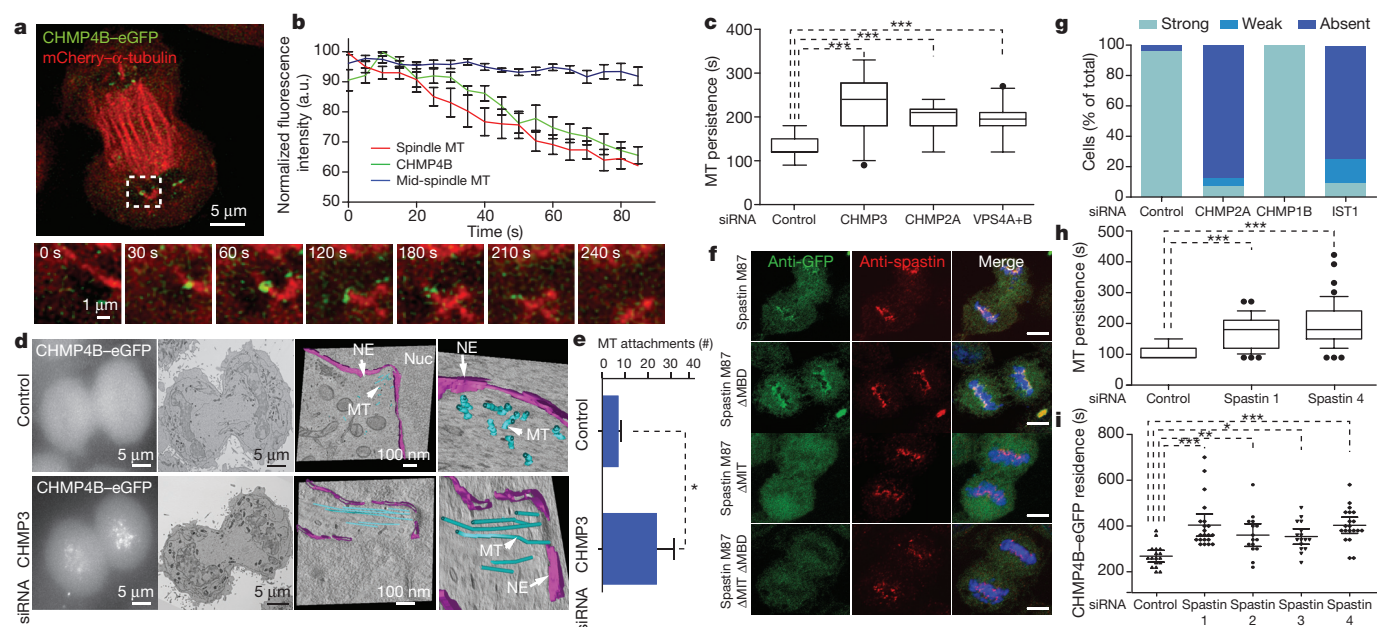 a
CHMP4B–eGFP
mCherry–α-tubulin
5 μm
0 s
30 s
60 s
120 s
180 s
210 s
240 s
1 μm
b
Normalized fluorescence
intensity (a.u.)
100
90
80
70
60
50
Spindle MT
CHMP4B
Mid-spindle MT
0
20
40
60
80
Time (s)
c
MT persistence (s)
400
300
200
100
0
***
***
***
siRNA
Control
CHMP3
CHMP2A
VPS4A+B
d
Control
CHMP4B–eGFP
5 μm
5 μm
NE
Nuc
MT
100 nm
NE
MT
siRNA CHMP3
CHMP4B–eGFP
5 μm
5 μm
100 nm
MT
NE
e
MT attachments (#)
0 10 20 30 40
Control
*
siRNA CHMP3
f
Anti-GFP
Anti-spastin
Merge
Spastin M87
Spastin M87
ΔMBD
Spastin M87
ΔMIT
Spastin M87
ΔMIT ΔMBD
g
Strong
Weak
Absent
Cells (% of total)
100
80
60
40
20
0
siRNA
Control
CHMP2A
CHMP1B
IST1
h
MT persistence (s)
500
400
300
200
100
0
***
***
siRNA
Control
Spastin 1
Spastin 4
i
CHMP4B–eGFP residence (s)
800
600
400
200
***
*
**
***
siRNA
Control
Spastin
1
Spastin
2
Spastin
3
Spastin
4